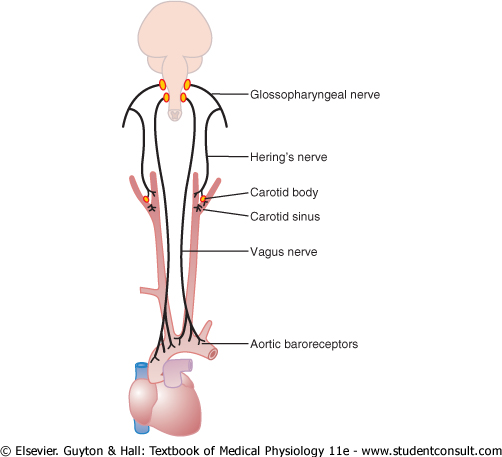 Glossopharyngeal nerve
Hering's nerve
Carotid body
Carotid sinus
Vagus nerve
Aortic baroreceptors
© Elsevier. Guyton & Hall: Textbook of Medical Physiology 11e - www.studentconsult.com